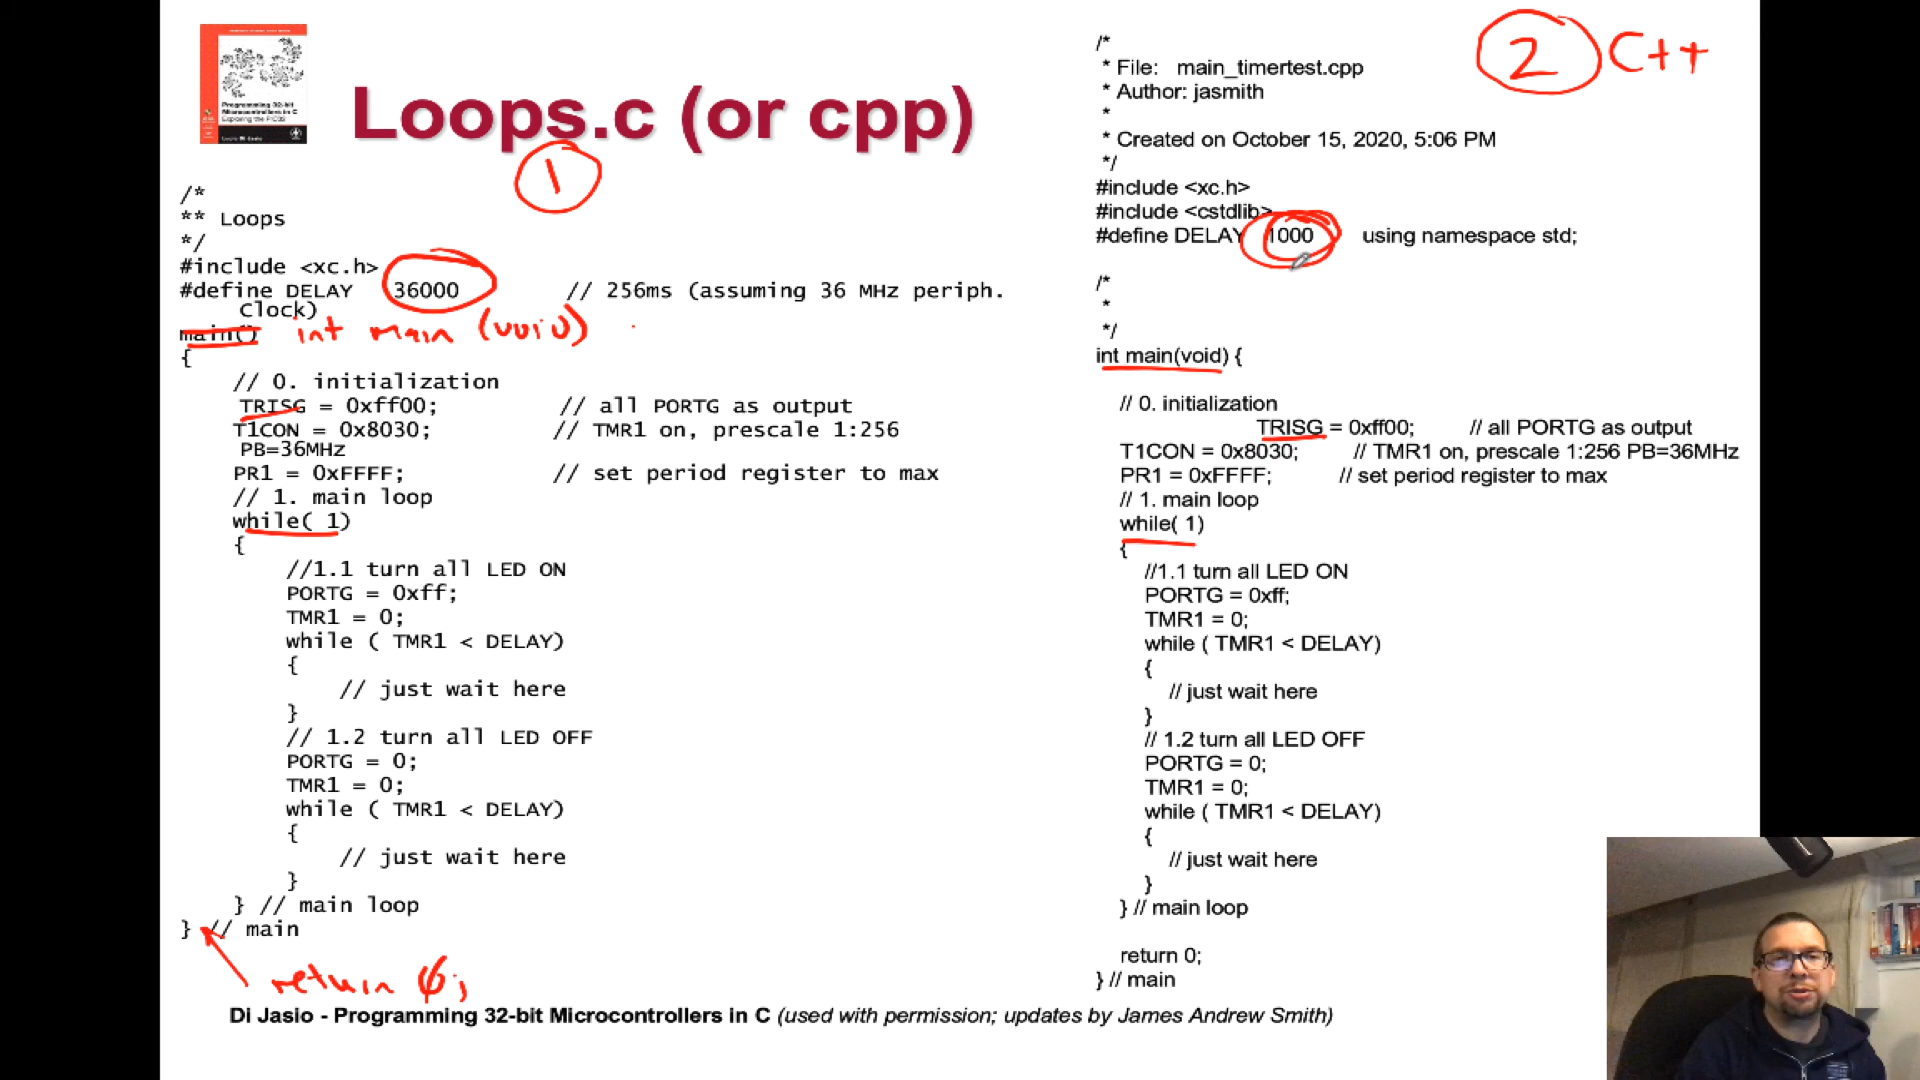 Programming 32-bit
Microcontrollers in C
Exploring the PIC32
Loops.c (or cpp)
1
/*
** Loops
*/
#include <xc.h>
#define DELAY 36000 // 256ms (assuming 36 MHz periph.
Clock)
main() int main (void)
{
// 0. initialization
TRISG = 0xff00; // all PORTG as output
T1CON = 0x8030; // TMR1 on, prescale 1:256
PB=36MHz
PR1 = 0xFFFF; // set period register to max
// 1. main loop
while( 1)
{
//1.1 turn all LED ON
PORTG = 0xff;
TMR1 = 0;
while ( TMR1 < DELAY)
{
// just wait here
}
// 1.2 turn all LED OFF
PORTG = 0;
TMR1 = 0;
while ( TMR1 < DELAY)
{
// just wait here
}
} // main loop
} // main
return 0;
2 C++
/*
* File: main_timertest.cpp
* Author: jasmith
*
* Created on October 15, 2020, 5:06 PM
*/
#include <xc.h>
#include <cstdlib>
#define DELAY 1000 using namespace std;
/*
*
*/
int main(void) {
// 0. initialization
TRISG = 0xff00; // all PORTG as output
T1CON = 0x8030; // TMR1 on, prescale 1:256 PB=36MHz
PR1 = 0xFFFF; // set period register to max
// 1. main loop
while( 1)
{
//1.1 turn all LED ON
PORTG = 0xff;
TMR1 = 0;
while ( TMR1 < DELAY)
{
// just wait here
}
// 1.2 turn all LED OFF
PORTG = 0;
TMR1 = 0;
while ( TMR1 < DELAY)
{
// just wait here
}
} // main loop
return 0;
} // main
Di Jasio - Programming 32-bit Microcontrollers in C (used with permission; updates by James Andrew Smith)